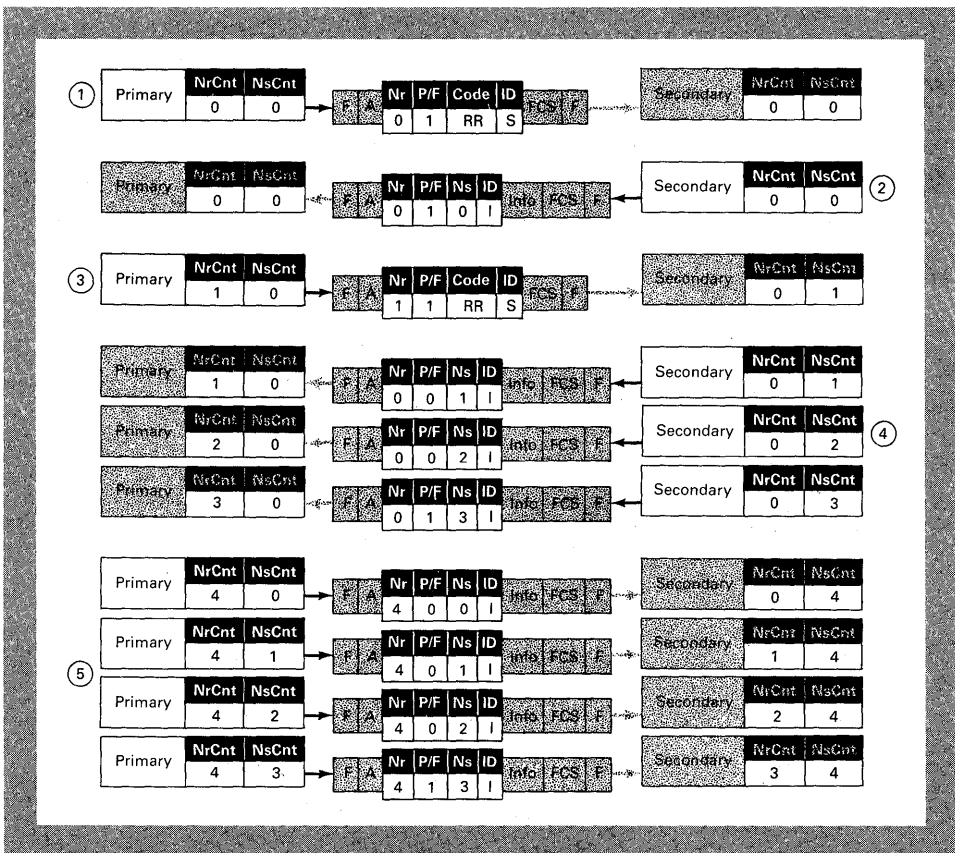 ① Primary NrCnt NsCnt 0 0 F A Nr P/F Code ID 0 1 RR S FCS F Secondary NrCnt NsCnt 0 0
Primary NrCnt NsCnt 0 0 F A Nr P/F Ns ID 0 1 0 I Info FCS F Secondary NrCnt NsCnt 0 0 ②
③ Primary NrCnt NsCnt 1 0 F A Nr P/F Code ID 1 1 RR S FCS F Secondary NrCnt NsCnt 0 1
Primary NrCnt NsCnt 1 0 F A Nr P/F Ns ID 0 0 1 I Info FCS F Secondary NrCnt NsCnt 0 1
Primary NrCnt NsCnt 2 0 F A Nr P/F Ns ID 0 0 2 I Info FCS F Secondary NrCnt NsCnt 0 2 ④
Primary NrCnt NsCnt 3 0 F A Nr P/F Ns ID 0 1 3 I Info FCS F Secondary NrCnt NsCnt 0 3
Primary NrCnt NsCnt 4 0 F A Nr P/F Ns ID 4 0 0 I Info FCS F Secondary NrCnt NsCnt 0 4
Primary NrCnt NsCnt 4 1 F A Nr P/F Ns ID 4 0 1 I Info FCS F Secondary NrCnt NsCnt 1 4
⑤ Primary NrCnt NsCnt 4 2 F A Nr P/F Ns ID 4 0 2 I Info FCS F Secondary NrCnt NsCnt 2 4
Primary NrCnt NsCnt 4 3 F A Nr P/F Ns ID 4 1 3 I Info FCS F Secondary NrCnt NsCnt 3 4